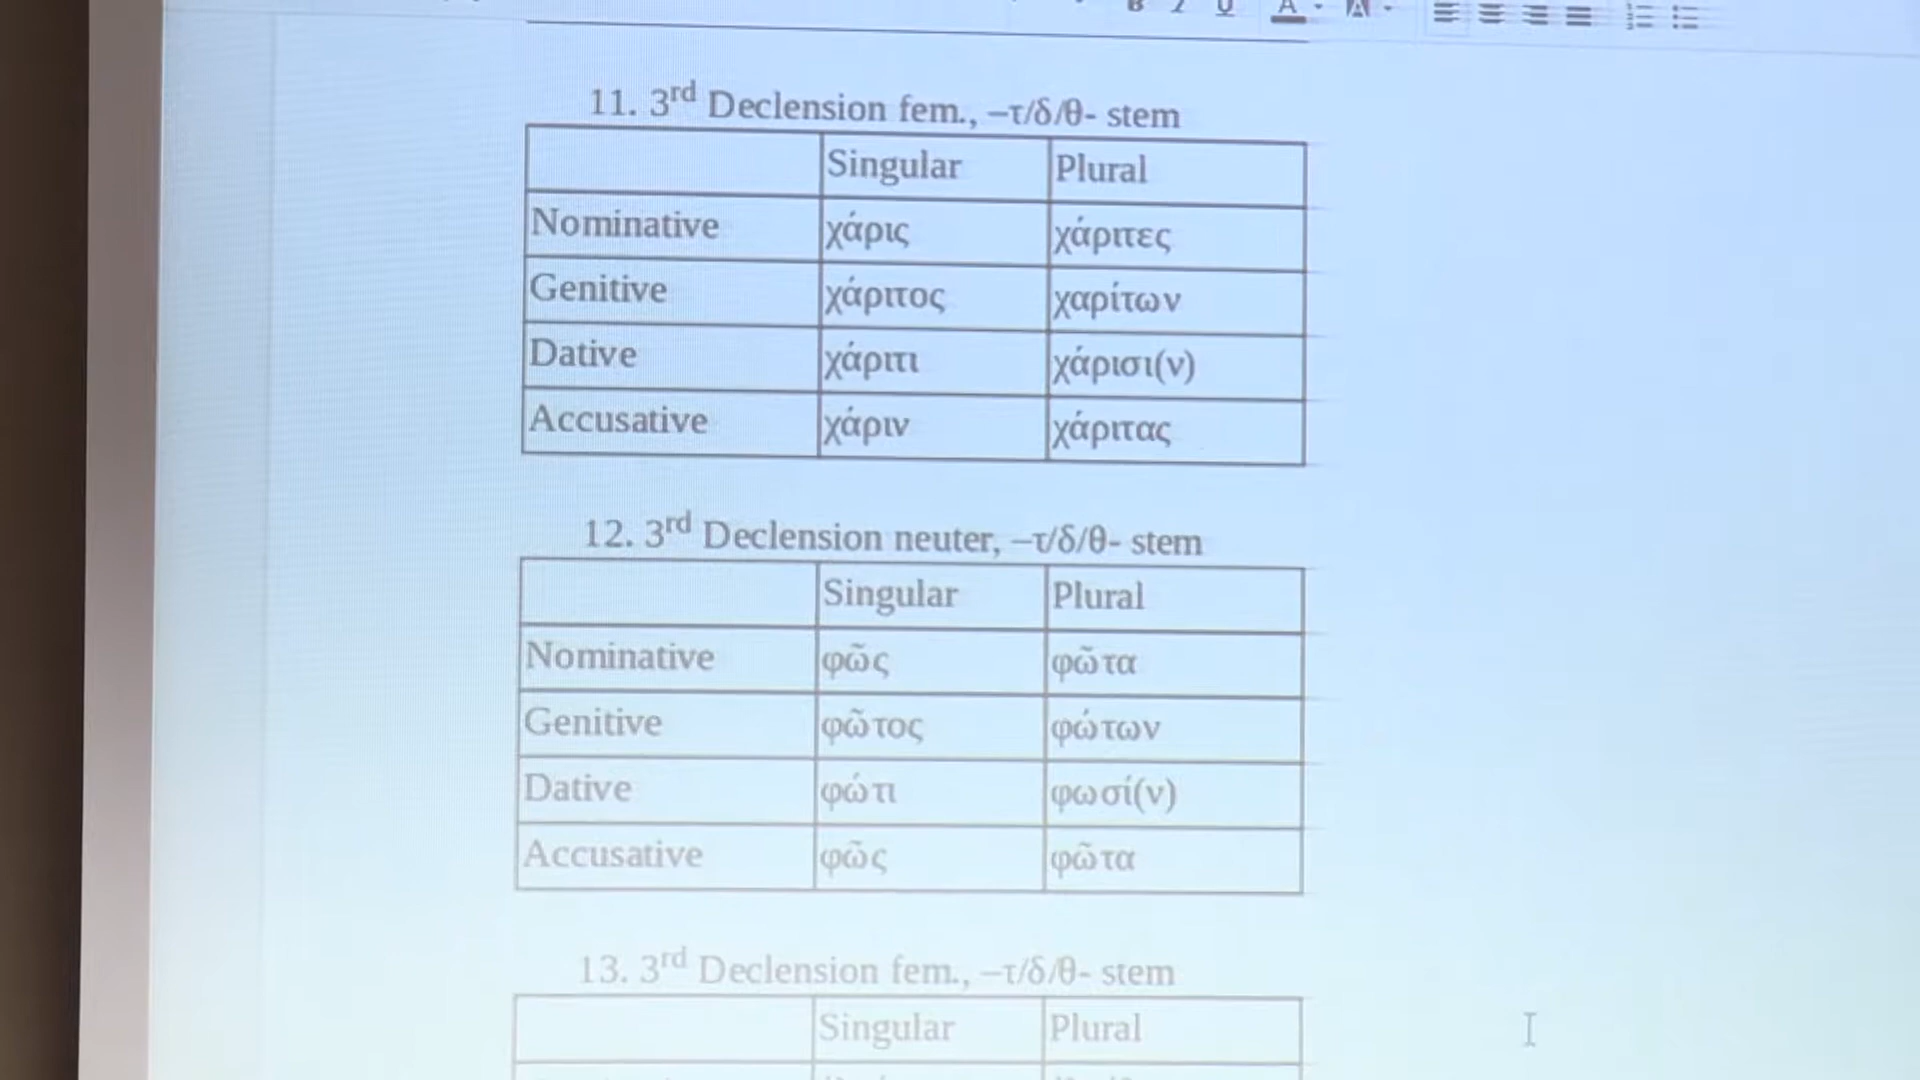 B I U A A
11. 3rd Declension fem., –τ/δ/θ- stem
Singular Plural
Nominative χάρις χάριτες
Genitive χάριτος χαρίτων
Dative χάριτι χάρισι(ν)
Accusative χάριν χάριτας
12. 3rd Declension neuter, –τ/δ/θ- stem
Singular Plural
Nominative φῶς φῶτα
Genitive φῶτος φώτων
Dative φώτι φωσί(ν)
Accusative φῶς φῶτα
13. 3rd Declension fem., –τ/δ/θ- stem
Singular Plural